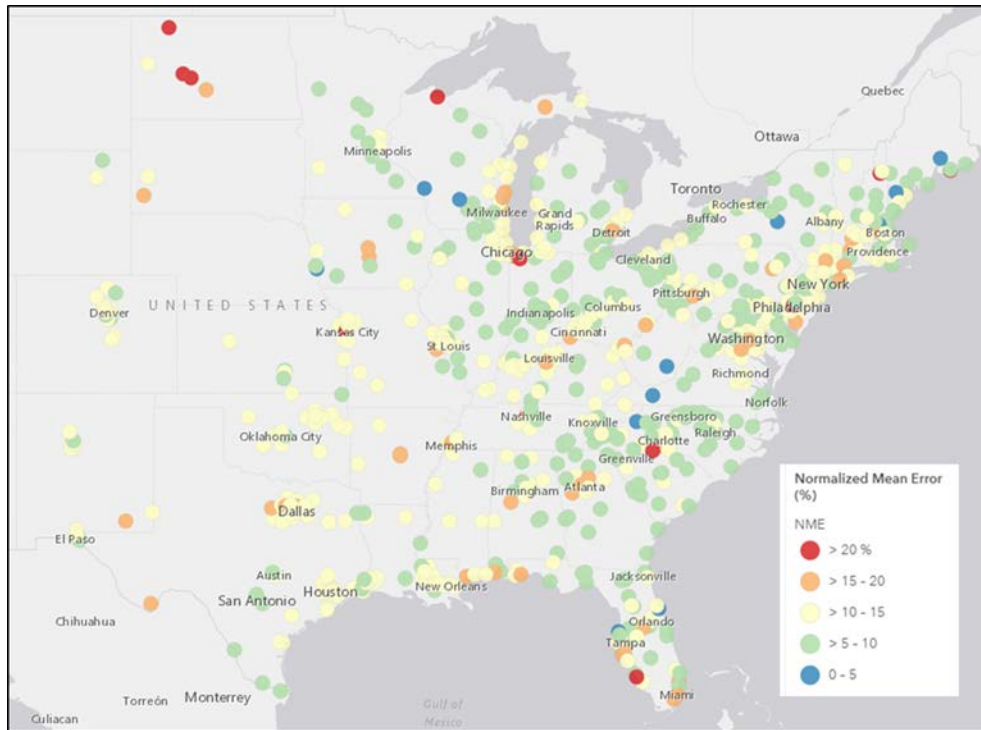 Quebec
Ottawa
Minneapolis
Toronto
Rochester
Milwaukee
Grand
Rapids
Buffalo
Albany
Detroit
Boston
Chicago
Cleveland
Providence
New York
UNITED STATES
Pittsburgh
Denver
Indianapolis
Columbus
Philadelphia
Kansas City
Cincinnati
Washington
St Louis
Louisville
Richmond
Norfolk
Nashville
Knoxville
Greensboro
Oklahoma City
Memphis
Charlotte
Raleigh
Greenville
Birmingham
Atlanta
Dallas
El Paso
Austin
Jacksonville
New Orleans
San Antonio
Houston
Chihuahua
Orlando
Tampa
Torreón
Monterrey
Miami
Culiacan
Gulf of
Mexico
Normalized Mean Error
(%)
NME
> 20 %
> 15 - 20
> 10 - 15
> 5 - 10
0 - 5